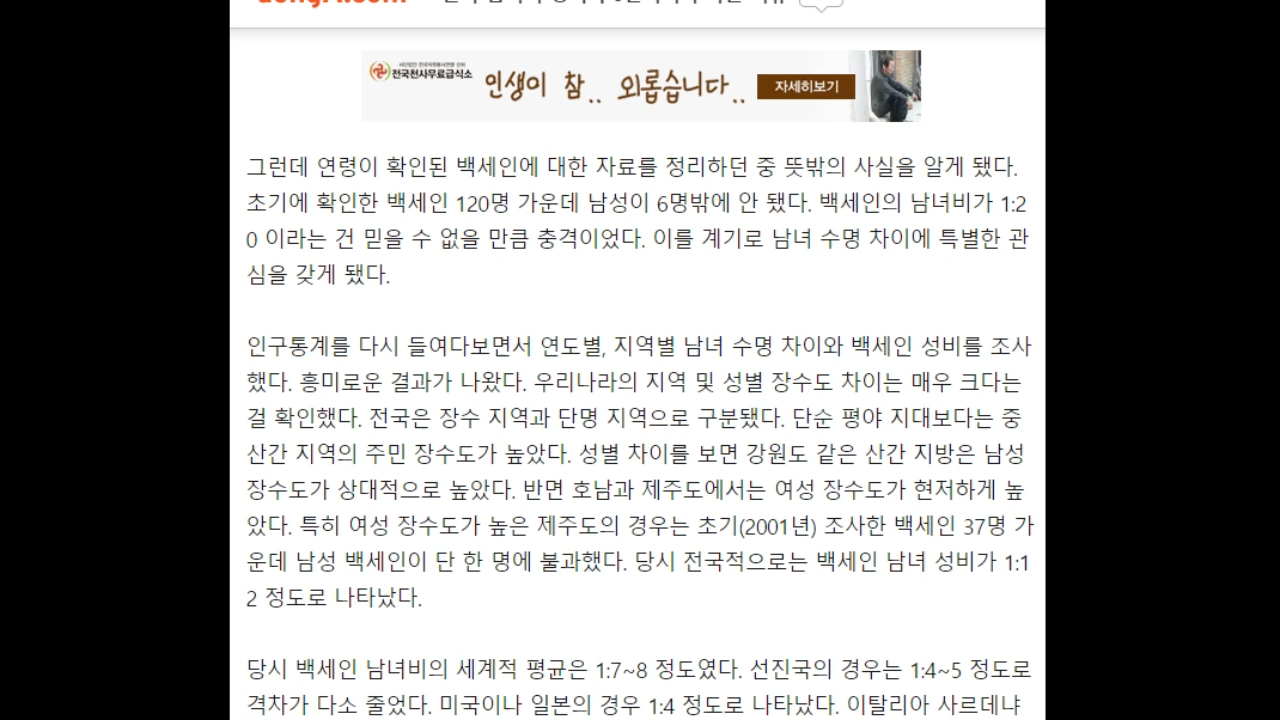 전국천사무료급식소
인생이 참.. 외롭습니다..
자세히보기
그런데 연령이 확인된 백세인에 대한 자료를 정리하던 중 뜻밖의 사실을 알게 됐다.
초기에 확인한 백세인 120명 가운데 남성이 6명밖에 안 됐다. 백세인의 남녀비가 1:2
0 이라는 건 믿을 수 없을 만큼 충격이었다. 이를 계기로 남녀 수명 차이에 특별한 관
심을 갖게 됐다.
인구통계를 다시 들여다보면서 연도별, 지역별 남녀 수명 차이와 백세인 성비를 조사
했다. 흥미로운 결과가 나왔다. 우리나라의 지역 및 성별 장수도 차이는 매우 크다는
걸 확인했다. 전국은 장수 지역과 단명 지역으로 구분됐다. 단순 평야 지대보다는 중
산간 지역의 주민 장수도가 높았다. 성별 차이를 보면 강원도 같은 산간 지방은 남성
장수도가 상대적으로 높았다. 반면 호남과 제주도에서는 여성 장수도가 현저하게 높
았다. 특히 여성 장수도가 높은 제주도의 경우는 초기(2001년) 조사한 백세인 37명 가
운데 남성 백세인이 단 한 명에 불과했다. 당시 전국적으로는 백세인 남녀 성비가 1:1
2 정도로 나타났다.
당시 백세인 남녀비의 세계적 평균은 1:7~8 정도였다. 선진국의 경우는 1:4~5 정도로
격차가 다소 줄었다. 미국이나 일본의 경우 1:4 정도로 나타났다. 이탈리아 사르데냐